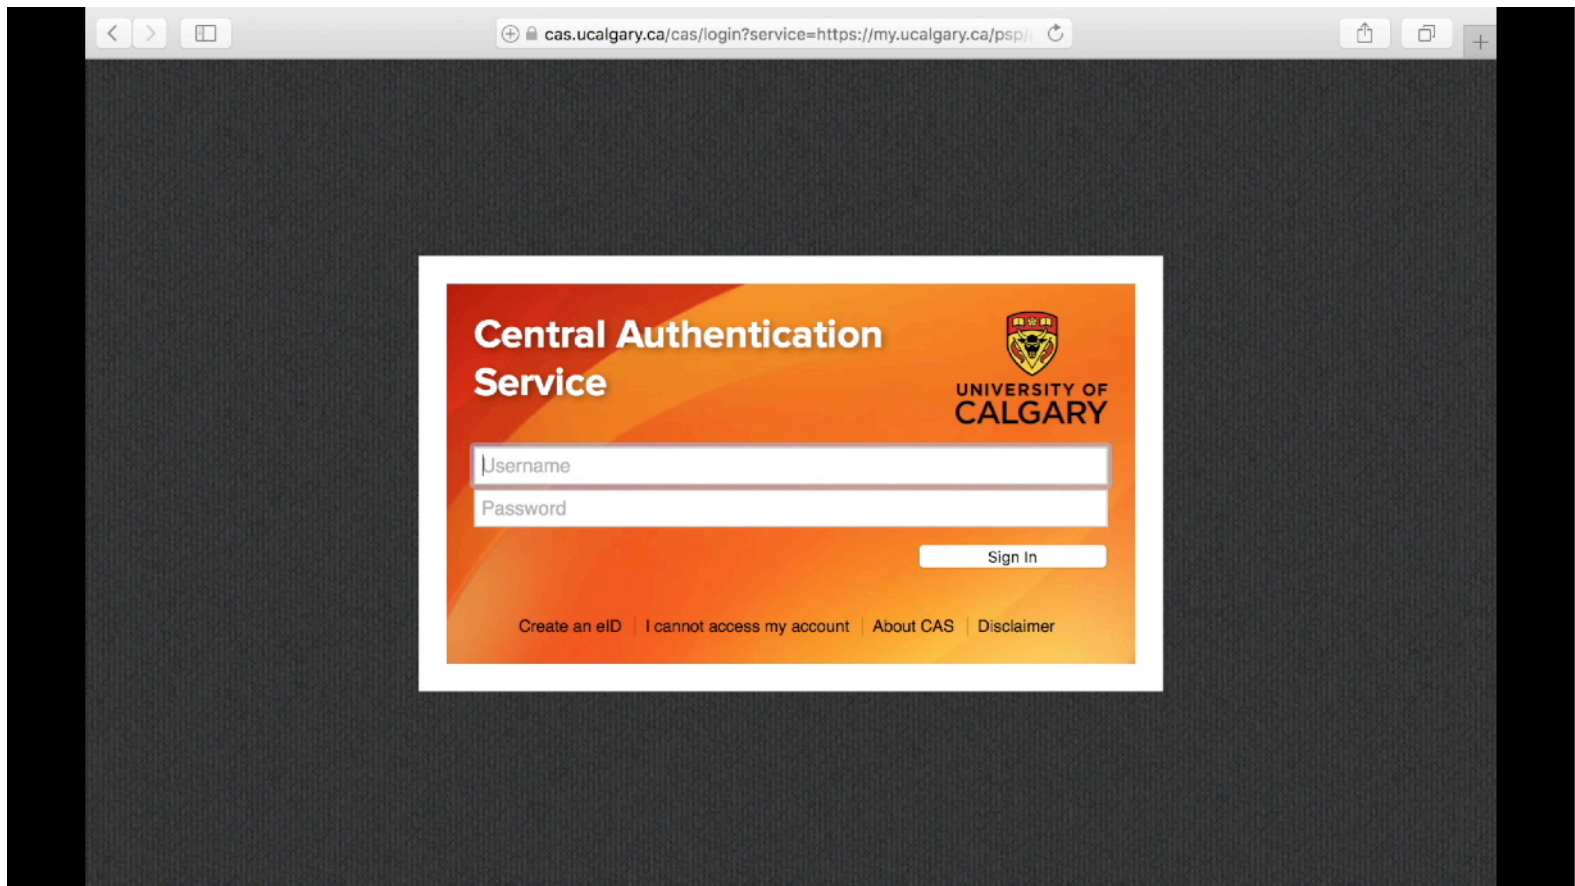 cas.ucalgary.ca/cas/login?service=https://my.ucalgary.ca/psp/
Central Authentication
Service
UNIVERSITY OF
CALGARY
Username
Password
Sign In
Create an eID | I cannot access my account | About CAS | Disclaimer